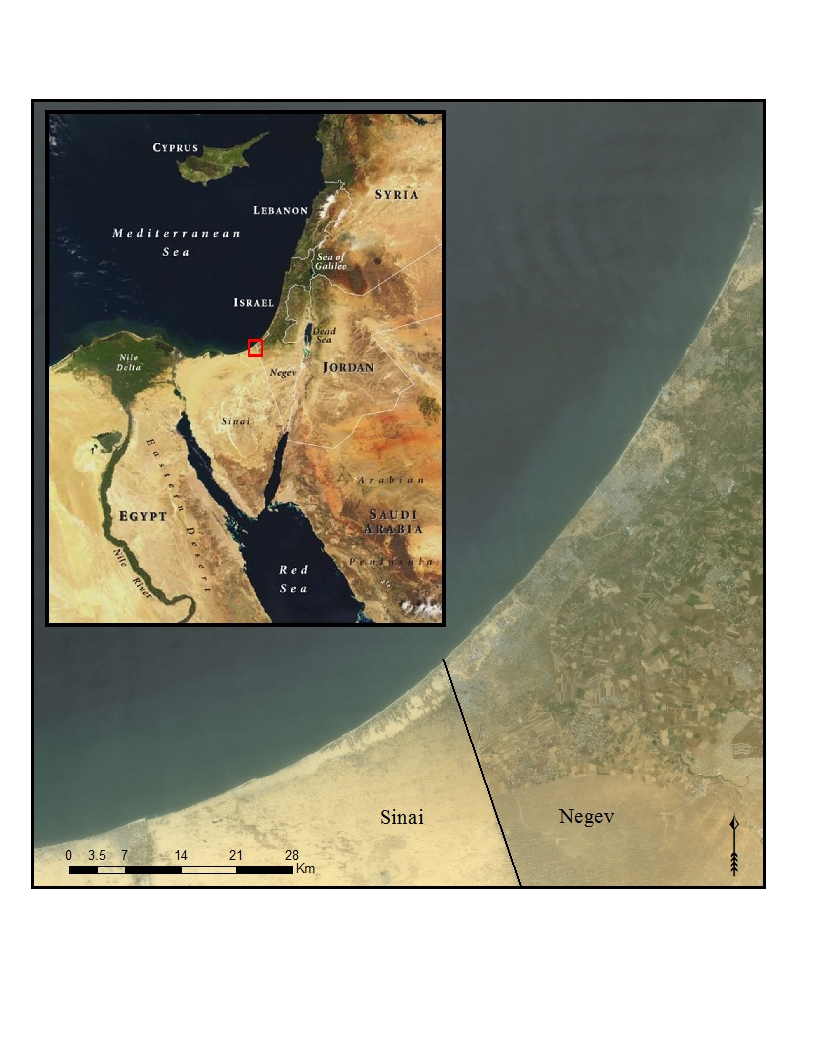 CYPRUS
SYRIA
LEBANON
Mediterranean
Sea
Sea of
Galilee
ISRAEL
Dead
Sea
Nile
Delta
Negev
JORDAN
Sinai
Eastern Desert
Arabian
EGYPT
SAUDI
ARABIA
Nile River
Red
Sea
Peninsula
Sinai
Negev
0 3.5 7 14 21 28
Km